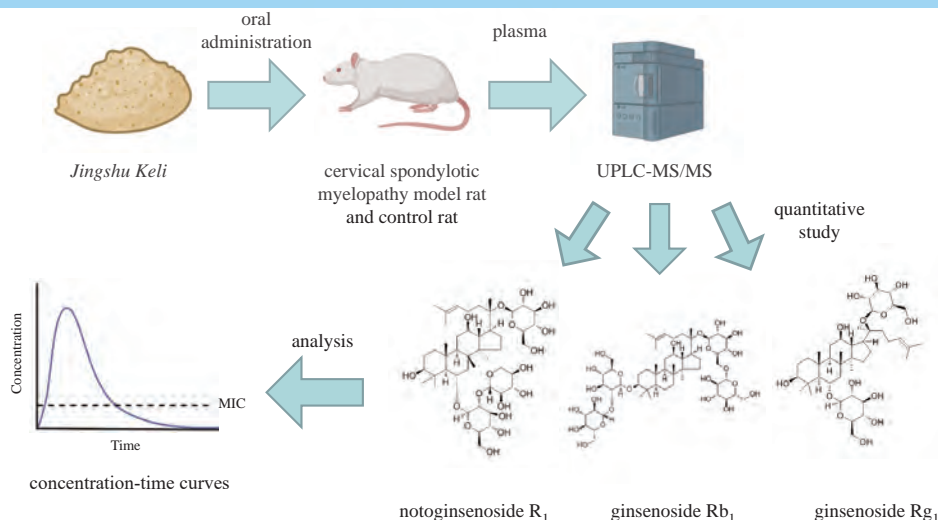 oral
administration
plasma
Jingshu Keli
cervical spondylotic
myelopathy model rat
and control rat
UPLC-MS/MS
quantitative
study
analysis
Concentration
MIC
Time
concentration-time curves
notoginsenoside R₁
ginsenoside Rb₁
ginsenoside Rg₁